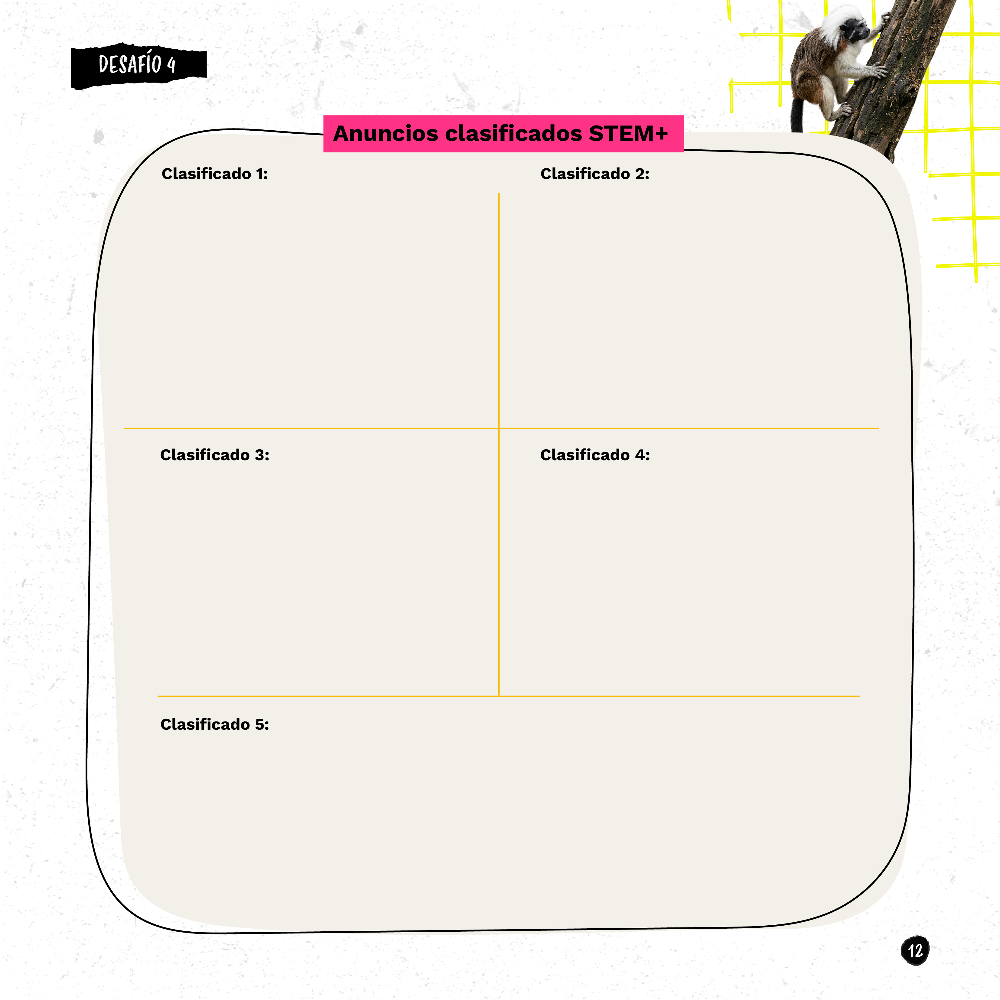 DESAFÍO 4
Anuncios clasificados STEM+
Clasificado 1:
Clasificado 2:
Clasificado 3:
Clasificado 4:
Clasificado 5:
12